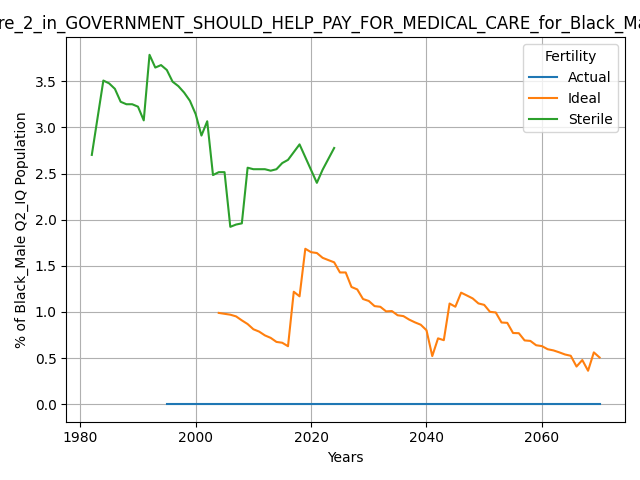 re_2_in_GOVERNMENT_SHOULD_HELP_PAY_FOR_MEDICAL_CARE_for_Black_Ma
Fertility
Actual
Ideal
Sterile
% of Black_Male Q2_IQ Population
3.5
3.0
2.5
2.0
1.5
1.0
0.5
0.0
1980 2000 2020 2040 2060
Years